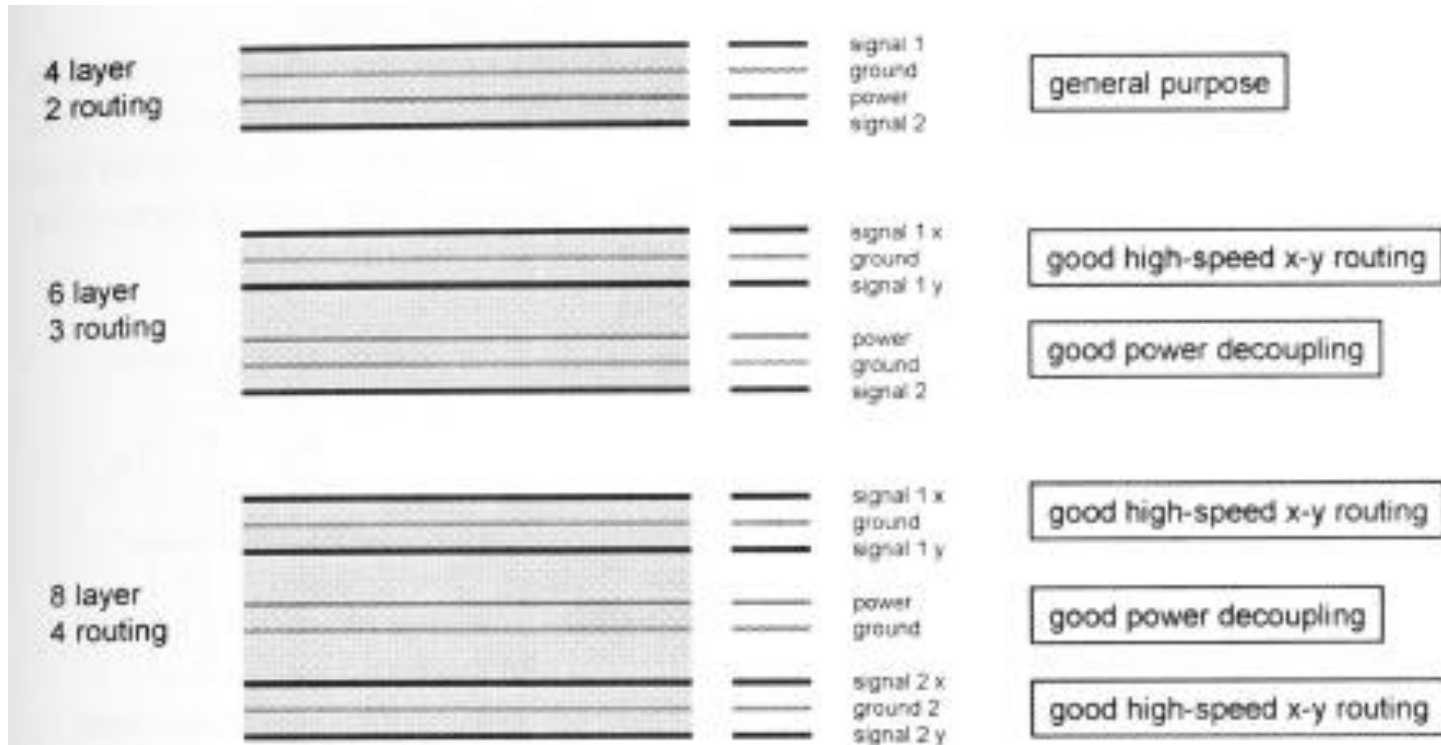 4 layer
2 routing
signal 1
ground
power
signal 2
general purpose
6 layer
3 routing
signal 1 x
ground
signal 1 y
power
ground
signal 2
good high-speed x-y routing
good power decoupling
8 layer
4 routing
signal 1 x
ground
signal 1 y
power
ground
signal 2 x
ground 2
signal 2 y
good high-speed x-y routing
good power decoupling
good high-speed x-y routing